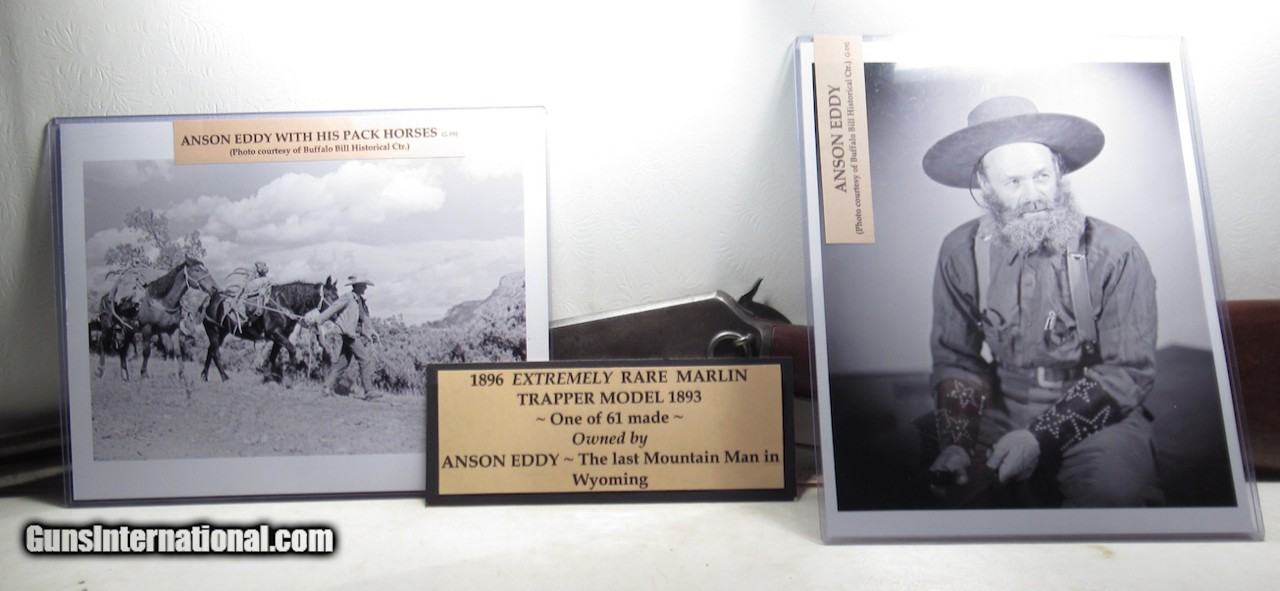 ANSON EDDY WITH HIS PACK HORSES
(Photo courtesy of Buffalo Bill Historical Ctr.)
ANSON EDDY
(Photo courtesy of Buffalo Bill Historical Ctr.)
1896 EXTREMELY RARE MARLIN
TRAPPER MODEL 1893
~ One of 61 made ~
Owned by
ANSON EDDY ~ The last Mountain Man in
Wyoming
GunsInternational.com